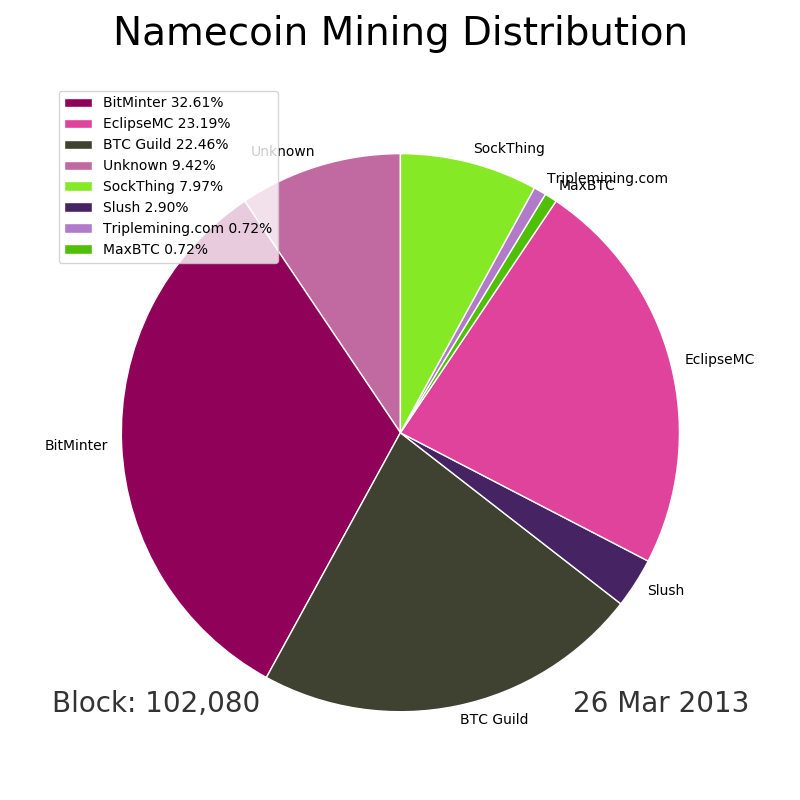 Namecoin Mining Distribution
BitMinter 32.61%
EclipseMC 23.19%
BTC Guild 22.46%
Unknown 9.42%
SockThing 7.97%
Slush 2.90%
Triplemining.com 0.72%
MaxBTC 0.72%
Unknown
SockThing
Triplemining.com
MaxBTC
EclipseMC
BitMinter
Slush
BTC Guild
Block: 102,080
26 Mar 2013